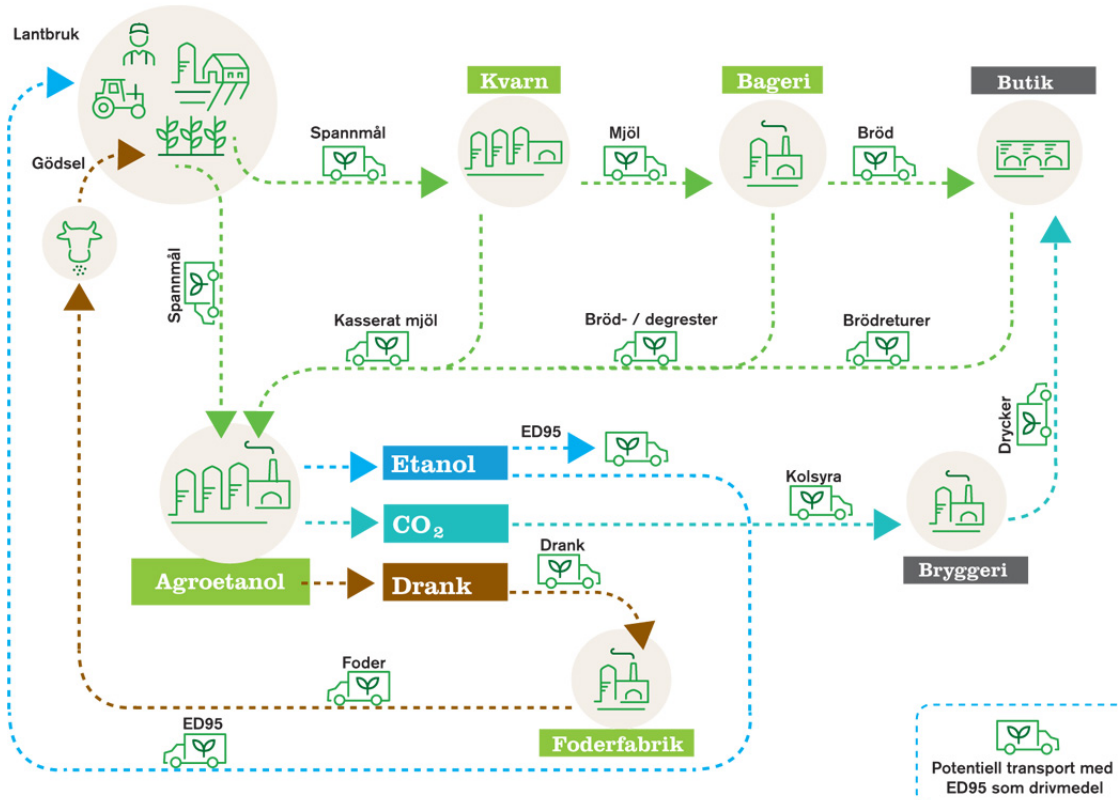 Lantbruk
Kvarn
Bageri
Butik
Spannmål
Mjöl
Bröd
Gödsel
Spannmål
Kasserat mjöl
Bröd- / degrester
Brödreturer
Drycker
ED95
Etanol
Kolsyra
CO₂
Drank
Bryggeri
Agroetanol
Drank
Foder
ED95
Foderfabrik
Potentiell transport med
ED95 som drivmedel